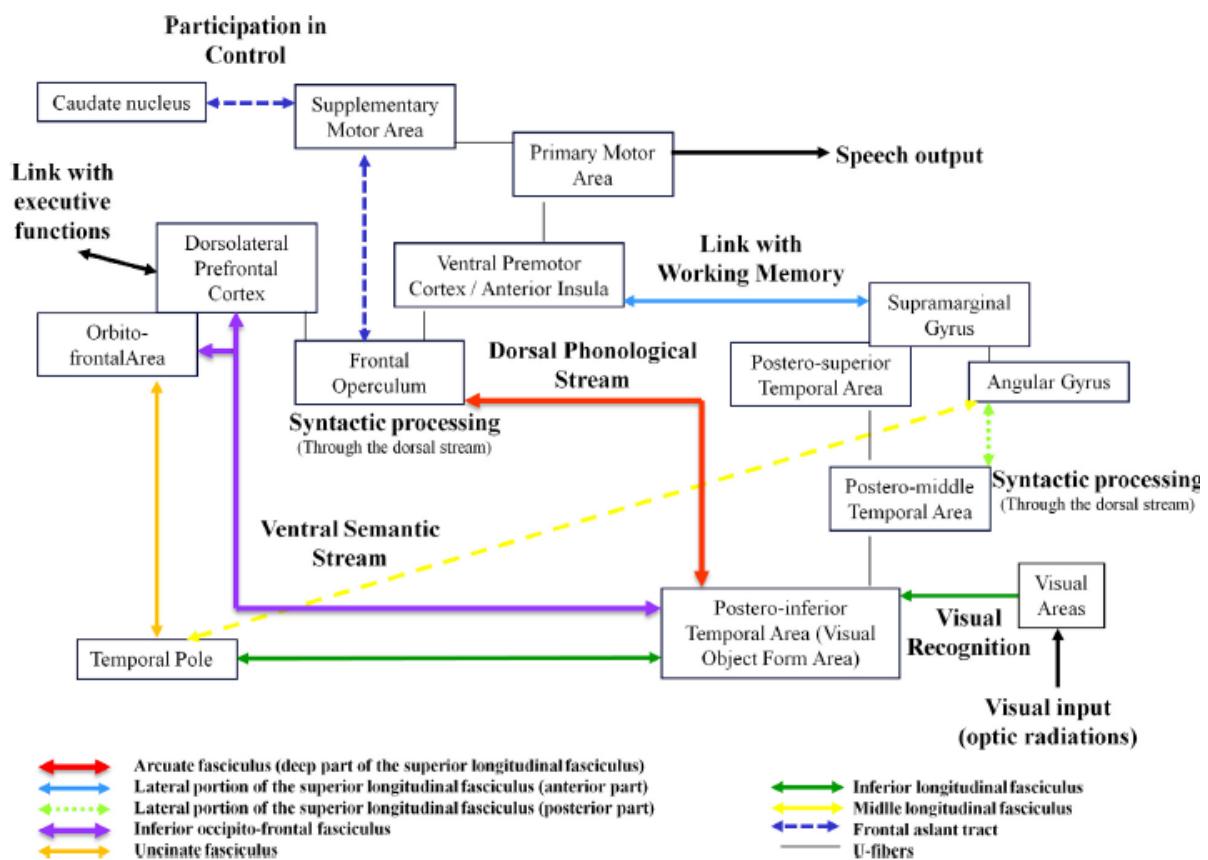 Participation in
Control
Caudate nucleus
Supplementary
Motor Area
Primary Motor
Area
Speech output
Link with
executive
functions
Dorsolateral
Prefrontal
Cortex
Ventral Premotor
Cortex / Anterior Insula
Link with
Working Memory
Supramarginal
Gyrus
Orbito-
frontalArea
Frontal
Operculum
Dorsal Phonological
Stream
Postero-superior
Temporal Area
Angular Gyrus
Syntactic processing
(Through the dorsal stream)
Postero-middle
Temporal Area
Syntactic processing
(Through the dorsal stream)
Ventral Semantic
Stream
Temporal Pole
Postero-inferior
Temporal Area (Visual
Object Form Area)
Visual
Areas
Visual
Recognition
Visual input
(optic radiations)
Arcuate fasciculus (deep part of the superior longitudinal fasciculus)
Lateral portion of the superior longitudinal fasciculus (anterior part)
Lateral portion of the superior longitudinal fasciculus (posterior part)
Inferior occipito-frontal fasciculus
Uncinate fasciculus
Inferior longitudinal fasciculus
Midlle longitudinal fasciculus
Frontal aslant tract
U-fibers